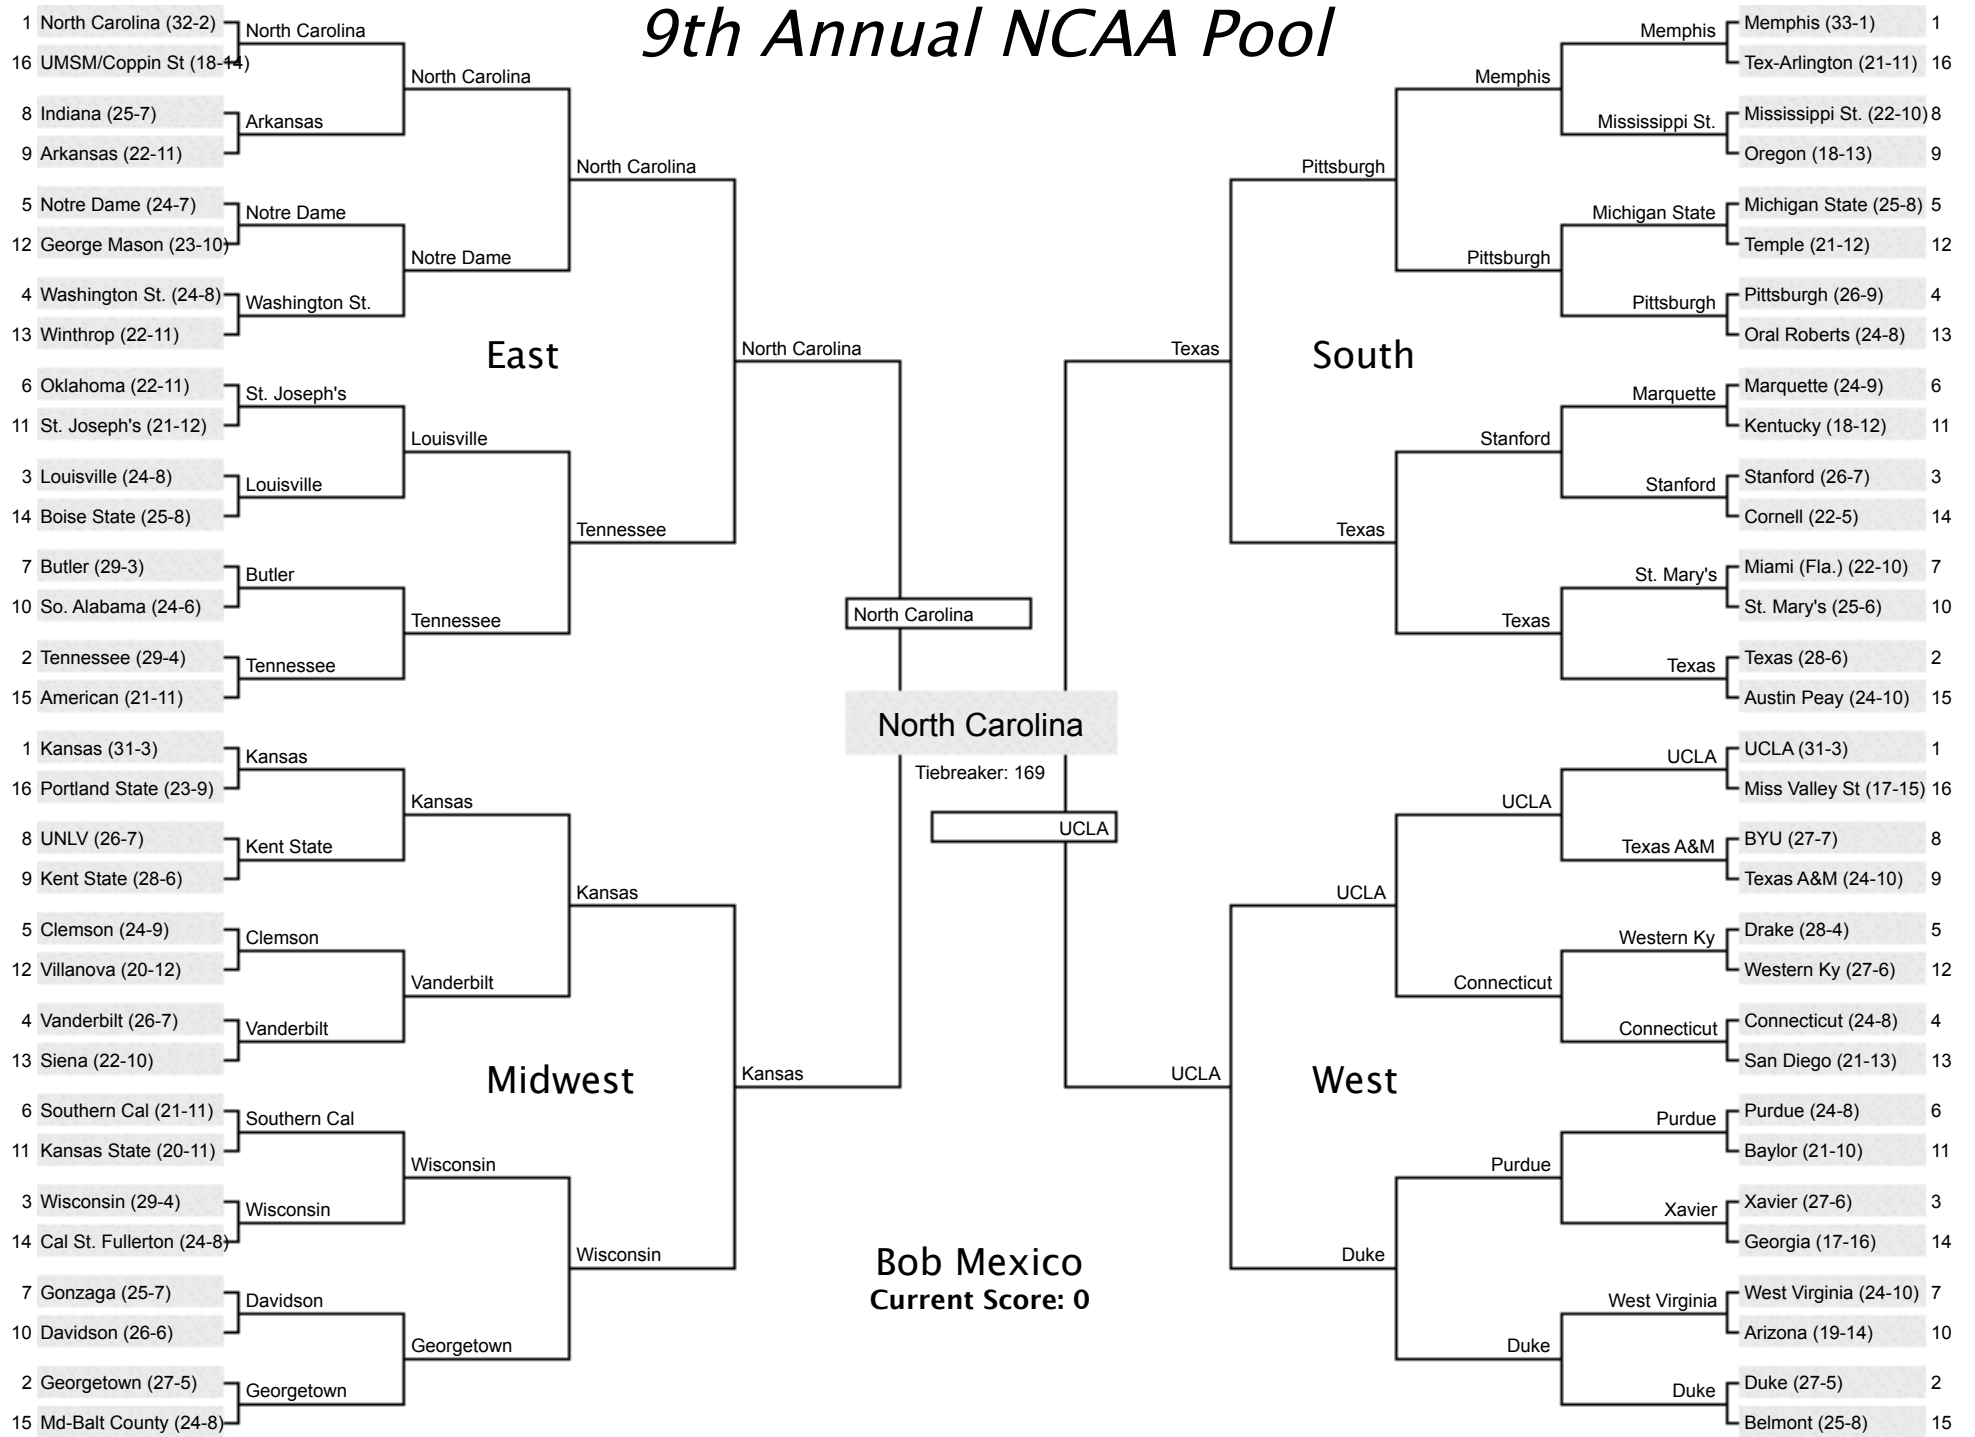 9th Annual NCAA Pool
1 North Carolina (32-2)
16 UMSM/Coppin St (18-14)
8 Indiana (25-7)
9 Arkansas (22-11)
5 Notre Dame (24-7)
12 George Mason (23-10)
4 Washington St. (24-8)
13 Winthrop (22-11)
6 Oklahoma (22-11)
11 St. Joseph's (21-12)
3 Louisville (24-8)
14 Boise State (25-8)
7 Butler (29-3)
10 So. Alabama (24-6)
2 Tennessee (29-4)
15 American (21-11)
North Carolina
Arkansas
Notre Dame
Washington St.
St. Joseph's
Louisville
Butler
Tennessee
North Carolina
Notre Dame
Louisville
Tennessee
North Carolina
Tennessee
East
North Carolina
1 Kansas (31-3)
16 Portland State (23-9)
8 UNLV (26-7)
9 Kent State (28-6)
5 Clemson (24-9)
12 Villanova (20-12)
4 Vanderbilt (26-7)
13 Siena (22-10)
6 Southern Cal (21-11)
11 Kansas State (20-11)
3 Wisconsin (29-4)
14 Cal St. Fullerton (24-8)
7 Gonzaga (25-7)
10 Davidson (26-6)
2 Georgetown (27-5)
15 Md-Balt County (24-8)
Kansas
Kent State
Clemson
Vanderbilt
Southern Cal
Wisconsin
Davidson
Georgetown
Kansas
Vanderbilt
Wisconsin
Georgetown
Kansas
Wisconsin
Midwest
Kansas
North Carolina
North Carolina
Tiebreaker: 169
UCLA
Bob Mexico
Current Score: 0
Memphis (33-1) 1
Tex-Arlington (21-11) 16
Mississippi St. (22-10) 8
Oregon (18-13) 9
Michigan State (25-8) 5
Temple (21-12) 12
Pittsburgh (26-9) 4
Oral Roberts (24-8) 13
Marquette (24-9) 6
Kentucky (18-12) 11
Stanford (26-7) 3
Cornell (22-5) 14
Miami (Fla.) (22-10) 7
St. Mary's (25-6) 10
Texas (28-6) 2
Austin Peay (24-10) 15
Memphis
Mississippi St.
Michigan State
Pittsburgh
Marquette
Stanford
St. Mary's
Texas
Memphis
Pittsburgh
Stanford
Texas
Pittsburgh
Texas
South
Texas
UCLA (31-3) 1
Miss Valley St (17-15) 16
BYU (27-7) 8
Texas A&M (24-10) 9
Drake (28-4) 5
Western Ky (27-6) 12
Connecticut (24-8) 4
San Diego (21-13) 13
Purdue (24-8) 6
Baylor (21-10) 11
Xavier (27-6) 3
Georgia (17-16) 14
West Virginia (24-10) 7
Arizona (19-14) 10
Duke (27-5) 2
Belmont (25-8) 15
UCLA
Texas A&M
Western Ky
Connecticut
Purdue
Xavier
West Virginia
Duke
UCLA
Connecticut
Purdue
Duke
UCLA
Duke
West
UCLA